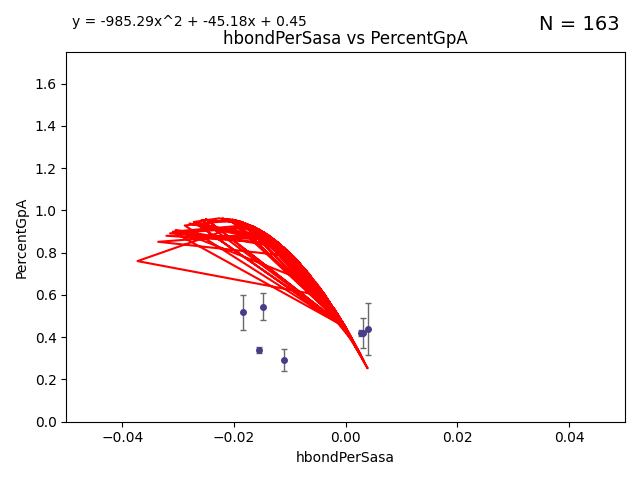 y = -985.29x^2 + -45.18x + 0.45
N = 163
hbondPerSasa vs PercentGpA
PercentGpA
1.6
1.4
1.2
1.0
0.8
0.6
0.4
0.2
0.0
−0.04 −0.02 0.00 0.02 0.04
hbondPerSasa